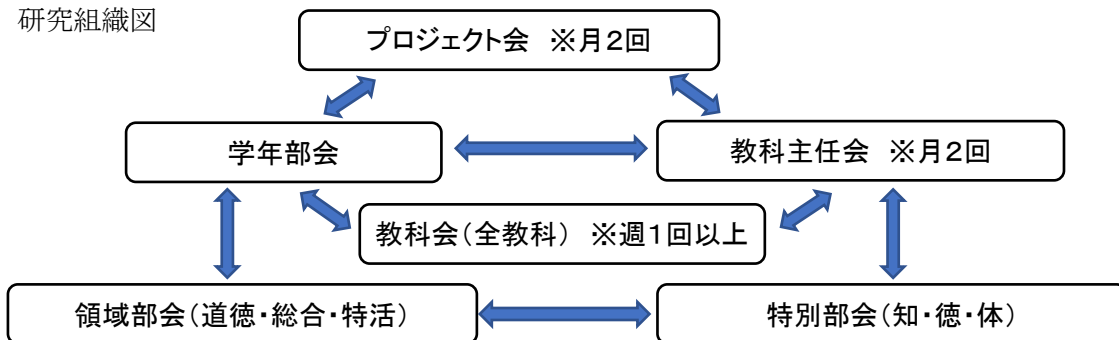 研究組織図
プロジェクト会　※月2回
学年部会
教科主任会　※月2回
教科会(全教科)　※週1回以上
領域部会(道徳・総合・特活)
特別部会(知・徳・体)